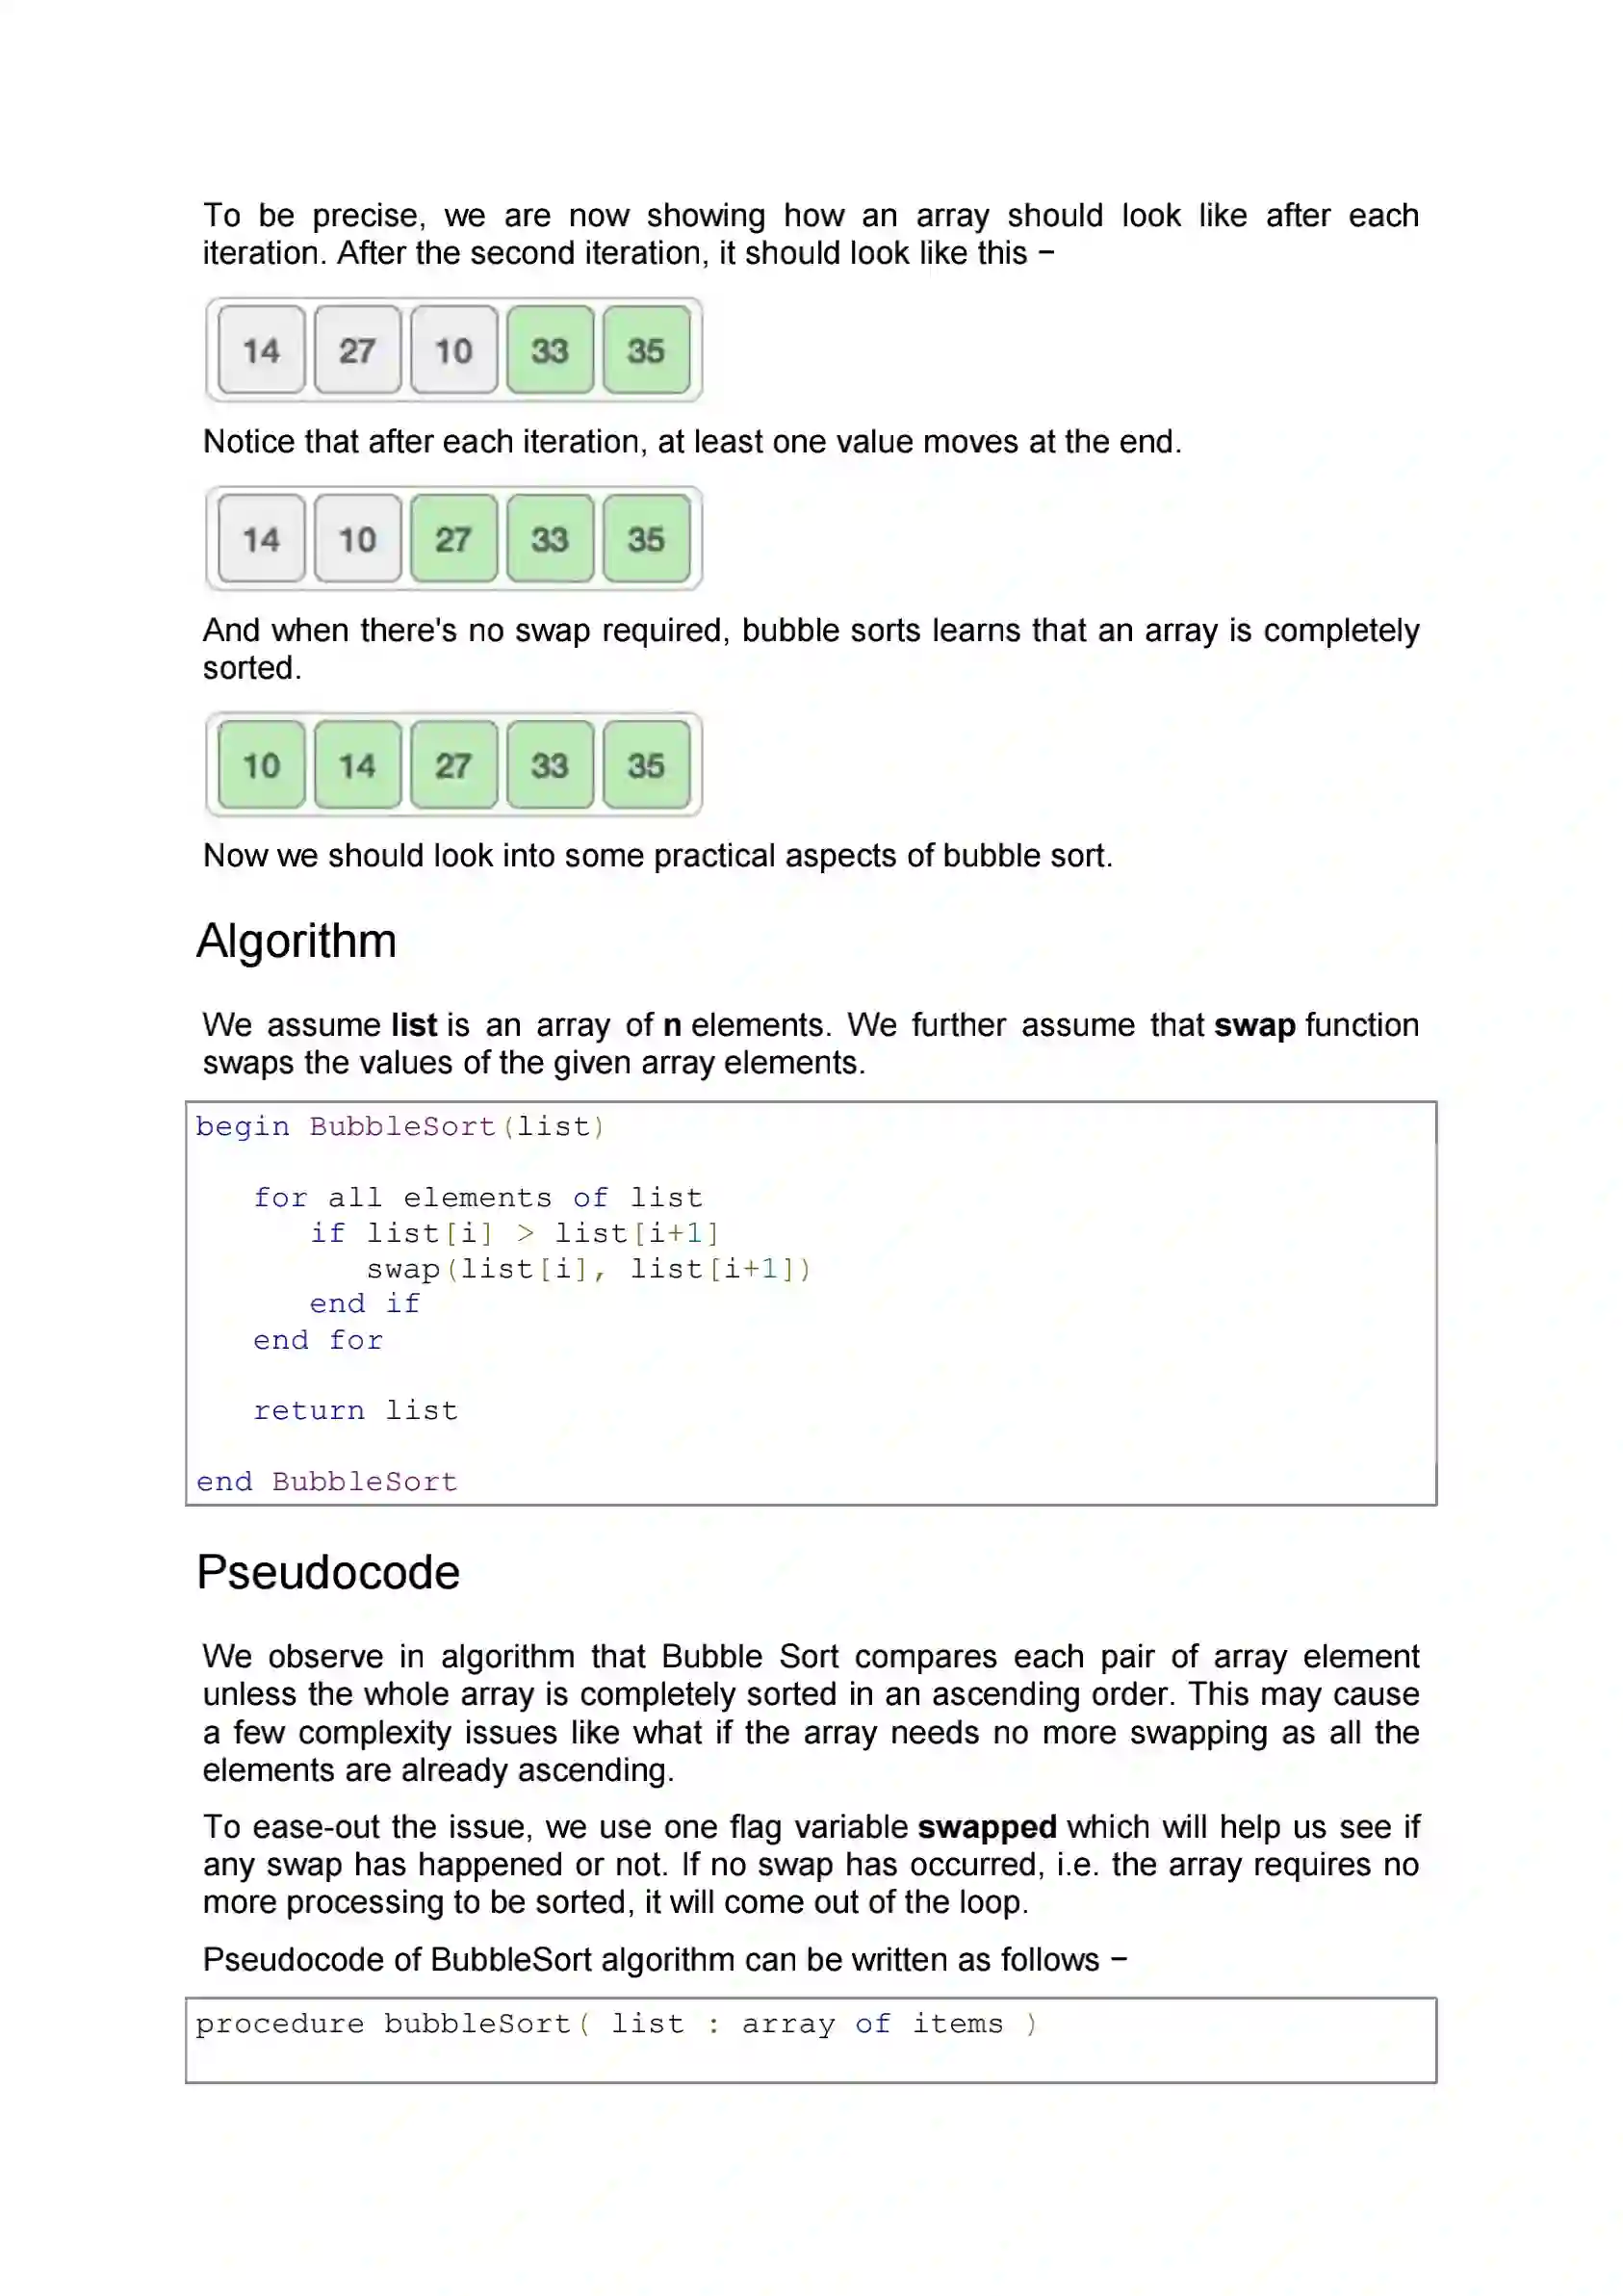 To be precise, we are now showing how an array should look like after each
iteration. After the second iteration, it should look like this −
14 27 10 33 35
Notice that after each iteration, at least one value moves at the end.
14 10 27 33 35
And when there's no swap required, bubble sorts learns that an array is completely
sorted.
10 14 27 33 35
Now we should look into some practical aspects of bubble sort.
Algorithm
We assume list is an array of n elements. We further assume that swap function
swaps the values of the given array elements.
begin BubbleSort(list)
for all elements of list
if list[i] > list[i+1]
swap(list[i], list[i+1])
end if
end for
return list
end BubbleSort
Pseudocode
We observe in algorithm that Bubble Sort compares each pair of array element
unless the whole array is completely sorted in an ascending order. This may cause
a few complexity issues like what if the array needs no more swapping as all the
elements are already ascending.
To ease-out the issue, we use one flag variable swapped which will help us see if
any swap has happened or not. If no swap has occurred, i.e. the array requires no
more processing to be sorted, it will come out of the loop.
Pseudocode of BubbleSort algorithm can be written as follows −
procedure bubbleSort( list : array of items )